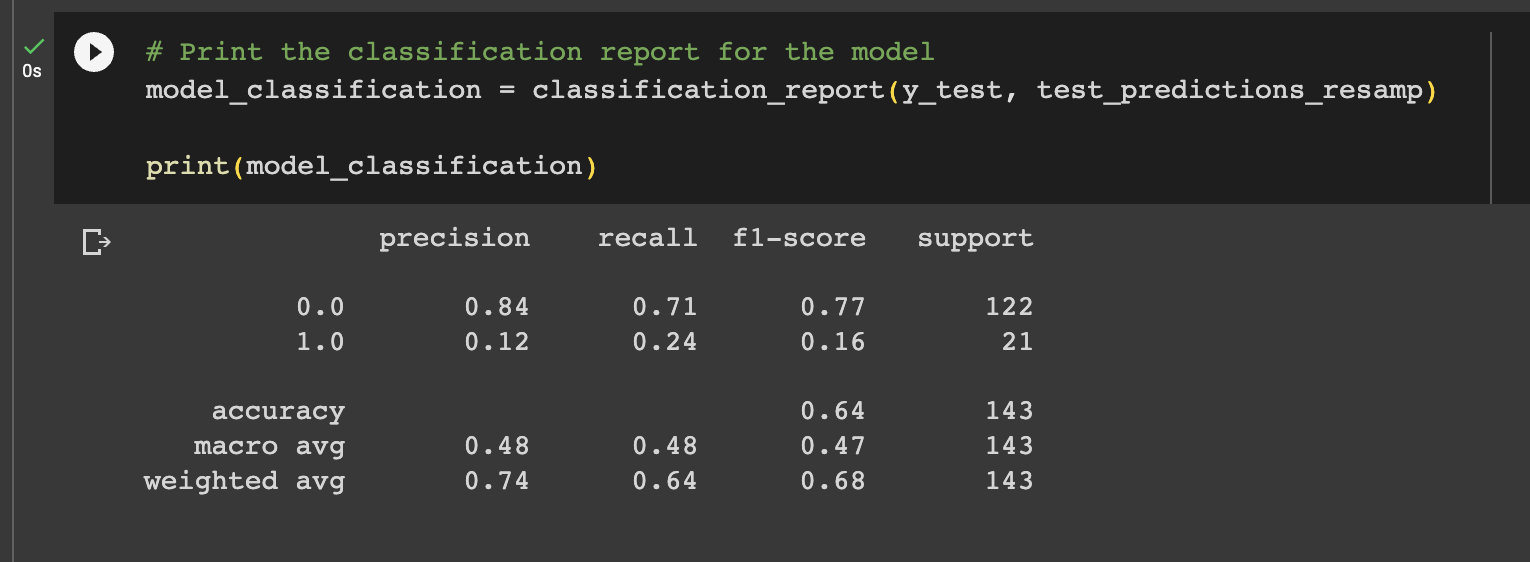 # Print the classification report for the model
0s
model_classification = classification_report(y_test, test_predictions_resamp)
print(model_classification)
precision recall f1-score support
0.0 0.84 0.71 0.77 122
1.0 0.12 0.24 0.16 21
accuracy 0.64 143
macro avg 0.48 0.48 0.47 143
weighted avg 0.74 0.64 0.68 143